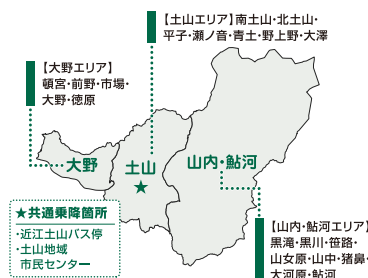 【土山エリア】南土山・北土山・
平子・瀬ノ音・青土・野上野・大澤
【大野エリア】
頓宮・前野・市場・
大野・徳原
大野
土山
★
山内・鮎河
★共通乗降箇所
・近江土山バス停
・土山地域
市民センター
【山内・鮎河エリア】
黒滝・黒川・笹路・
山女原・山中・猪鼻・
大河原・鮎河